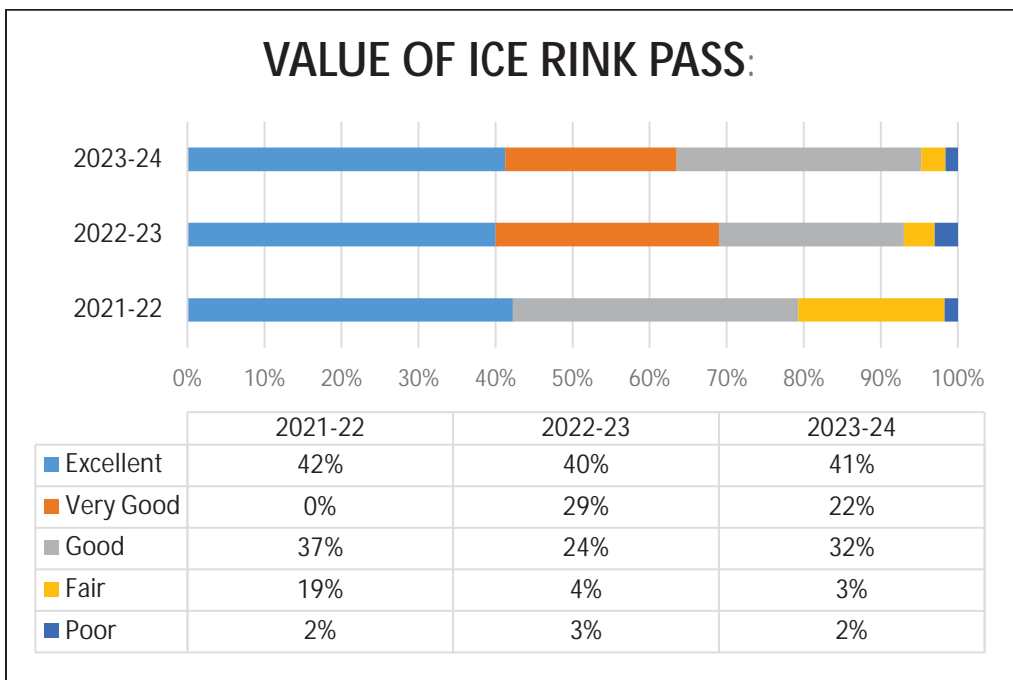 VALUE OF ICE RINK PASS:
2023-24
2022-23
2021-22
0% 10% 20% 30% 40% 50% 60% 70% 80% 90% 100%
2021-22 2022-23 2023-24
Excellent 42% 40% 41%
Very Good 0% 29% 22%
Good 37% 24% 32%
Fair 19% 4% 3%
Poor 2% 3% 2%